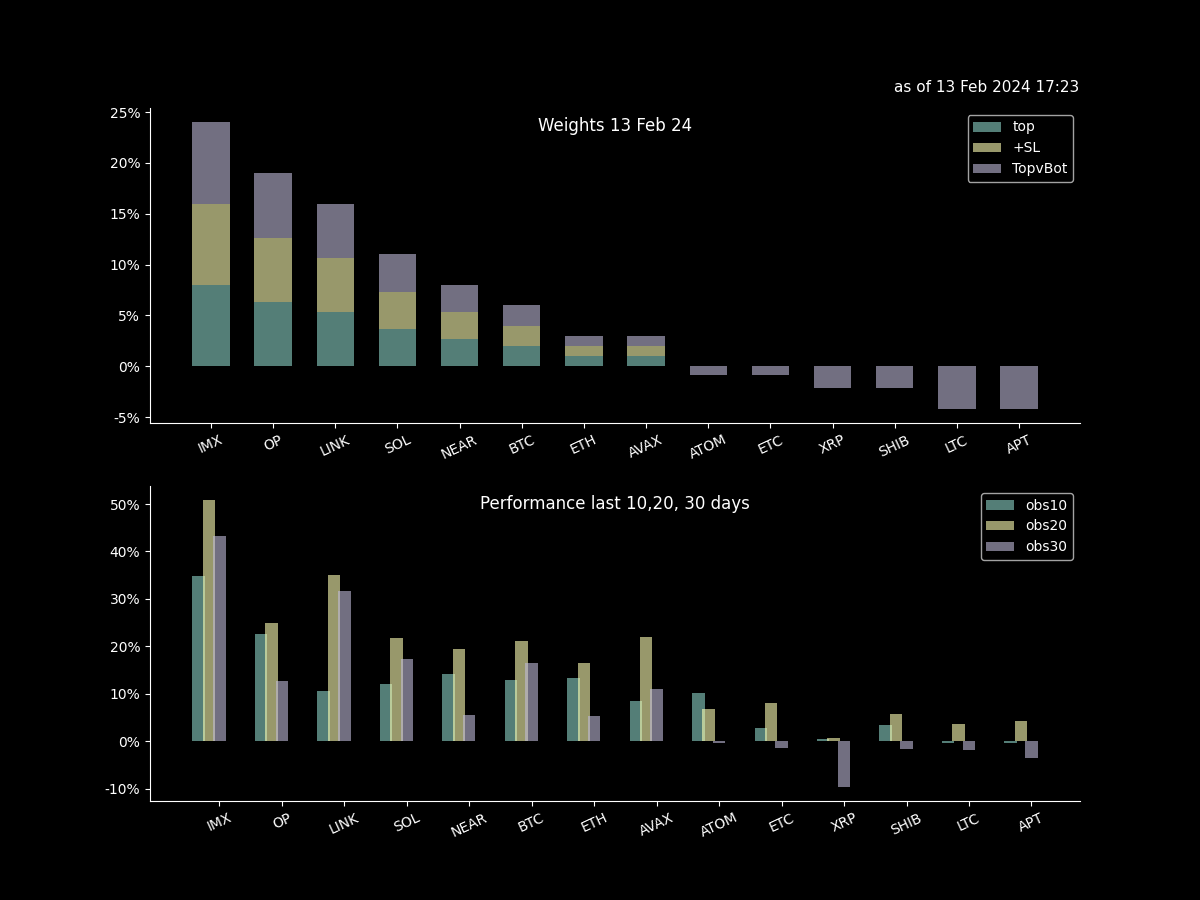 as of 13 Feb 2024 17:23
Weights 13 Feb 24
top
+SL
TopvBot
25%
20%
15%
10%
5%
0%
-5%
IMX OP LINK SOL NEAR BTC ETH AVAX ATOM ETC XRP SHIB LTC APT
Performance last 10,20, 30 days
obs10
obs20
obs30
50%
40%
30%
20%
10%
0%
-10%
IMX OP LINK SOL NEAR BTC ETH AVAX ATOM ETC XRP SHIB LTC APT